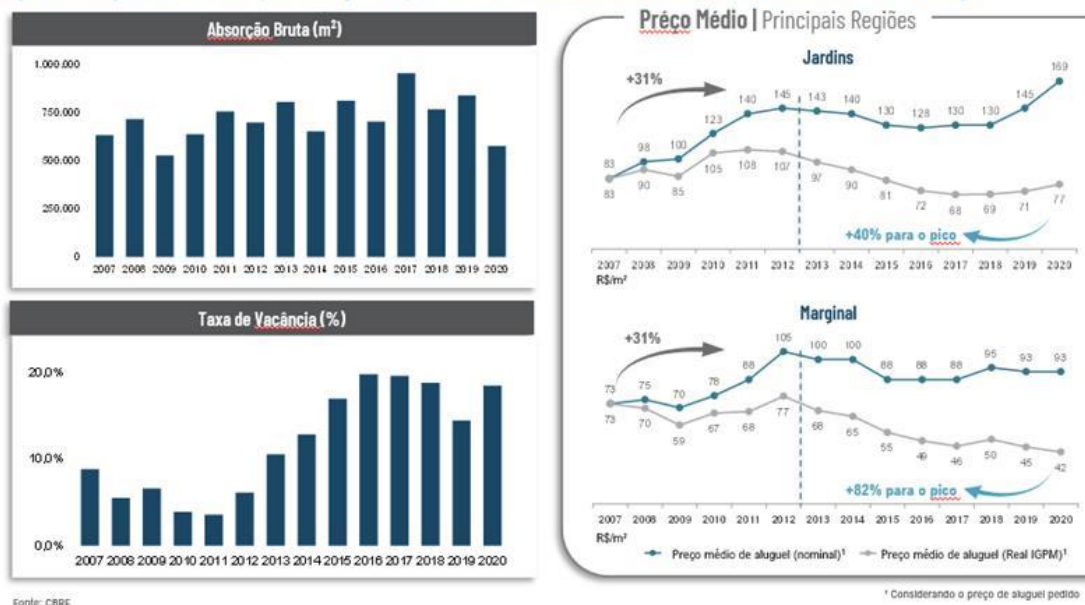 Absorção Bruta (m²)
1.000.000
750.000
500.000
250.000
0
2007 2008 2009 2010 2011 2012 2013 2014 2015 2016 2017 2018 2019 2020
Taxa de Vacância (%)
20,0%
10,0%
0,0%
2007 2008 2009 2010 2011 2012 2013 2014 2015 2016 2017 2018 2019 2020
Fonte: CBRE
Préço Médio | Principais Regiões
Jardins
+31%
83 98 100 123 140 145 143 140 130 128 130 130 145 169
83 90 85 105 108 107 97 90 81 72 68 69 71 77
+40% para o pico
2007 2008 2009 2010 2011 2012 2013 2014 2015 2016 2017 2018 2019 2020
R$/m²
Marginal
+31%
73 75 70 78 88 105 100 100 88 88 88 95 93 93
73 70 59 67 68 77 68 65 55 49 46 50 45 42
+82% para o pico
2007 2008 2009 2010 2011 2012 2013 2014 2015 2016 2017 2018 2019 2020
R$/m²
Preço médio de aluguel (nominal)¹ Preço médio de aluguel (Real IGPM)¹
¹ Considerando o preço de aluguel pedido